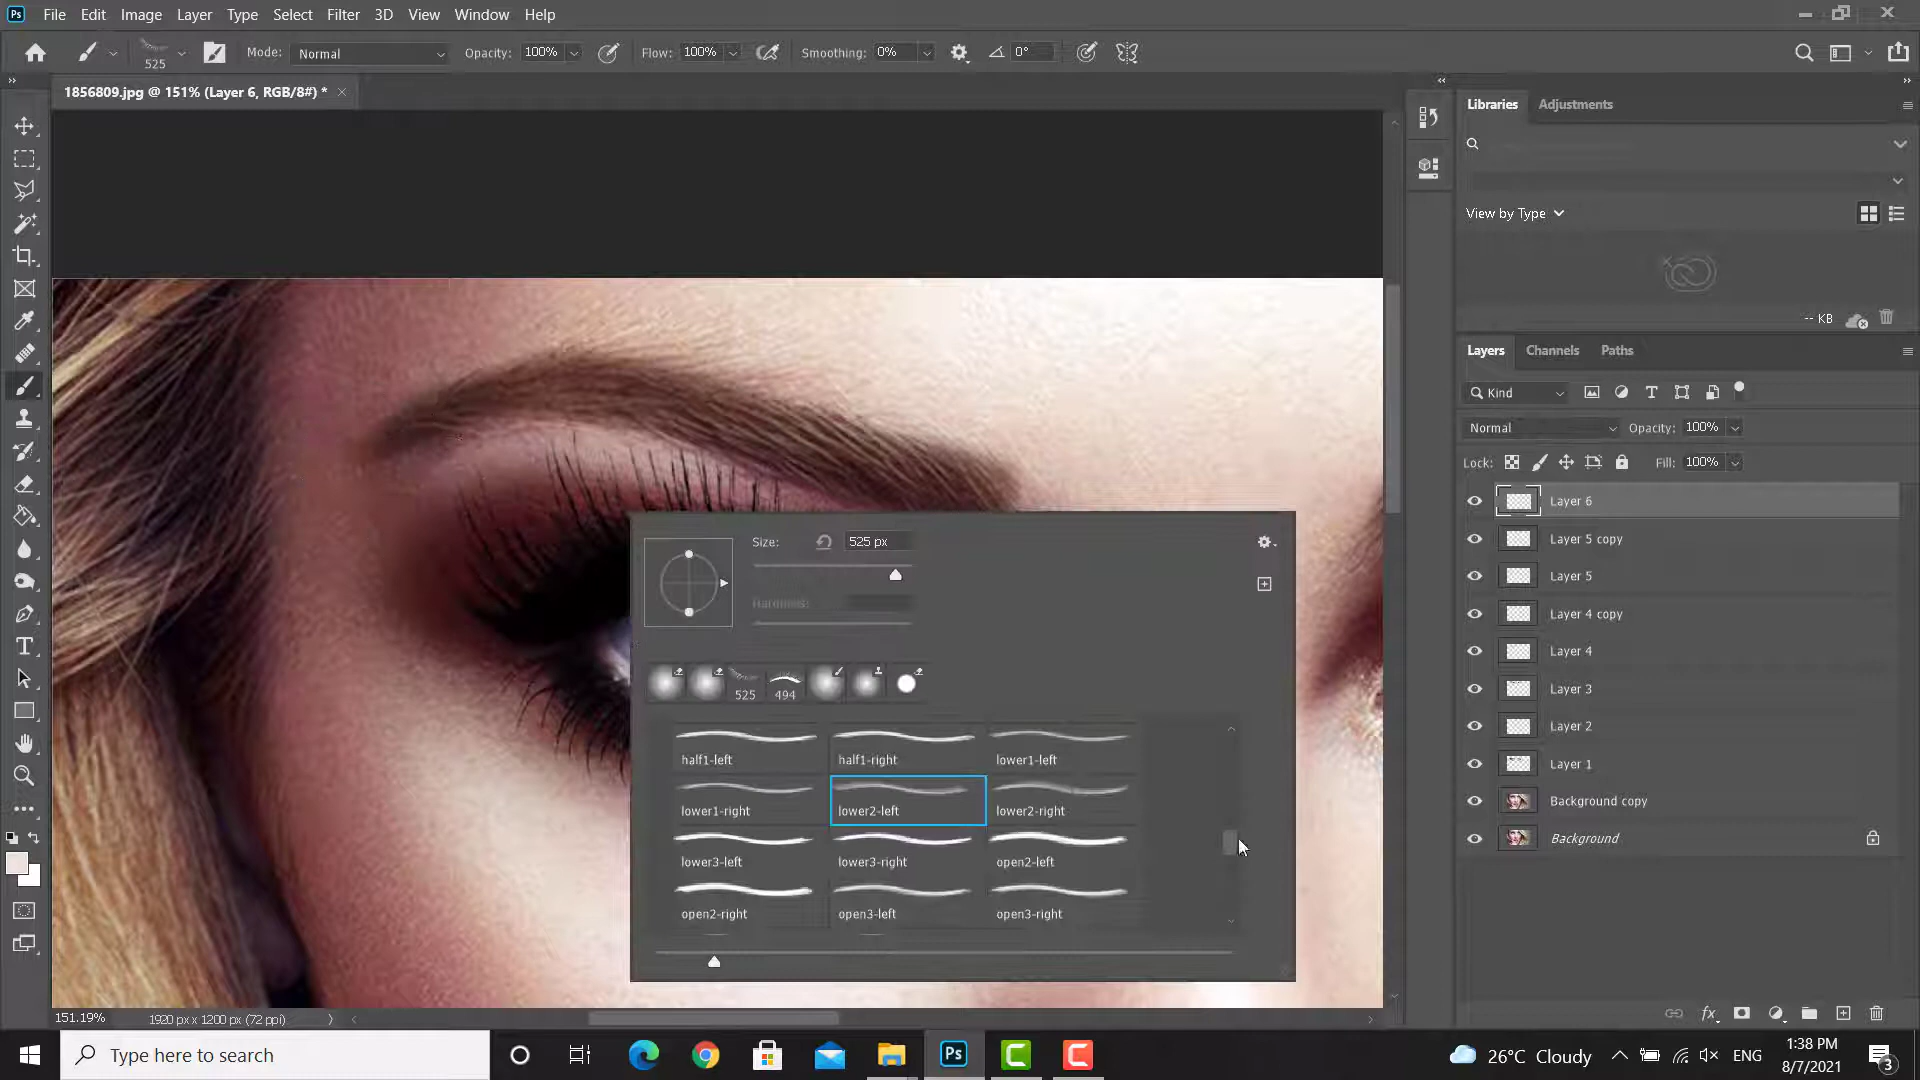 Ps File Edit Image Layer Type Select Filter 3D View Window Help
525 Mode: Normal Opacity: 100% Flow: 100% Smoothing: 0% 0°
1856809.jpg @ 151% (Layer 6, RGB/8#) *
Libraries Adjustments
View by Type
-- KB
Layers Channels Paths
Kind
Normal Opacity: 100%
Lock: Fill: 100%
Layer 6
Layer 5 copy
Layer 5
Layer 4 copy
Layer 4
Layer 3
Layer 2
Layer 1
Background copy
Background
Size: 525 px
Hardness:
525 494
half1-left half1-right lower1-left
lower1-right lower2-left lower2-right
lower3-left lower3-right open2-left
open2-right open3-left open3-right
151.19% 1920 px x 1200 px (72 ppi)
fx
Type here to search
Ps
26°C Cloudy
ENG
1:38 PM
8/7/2021
3